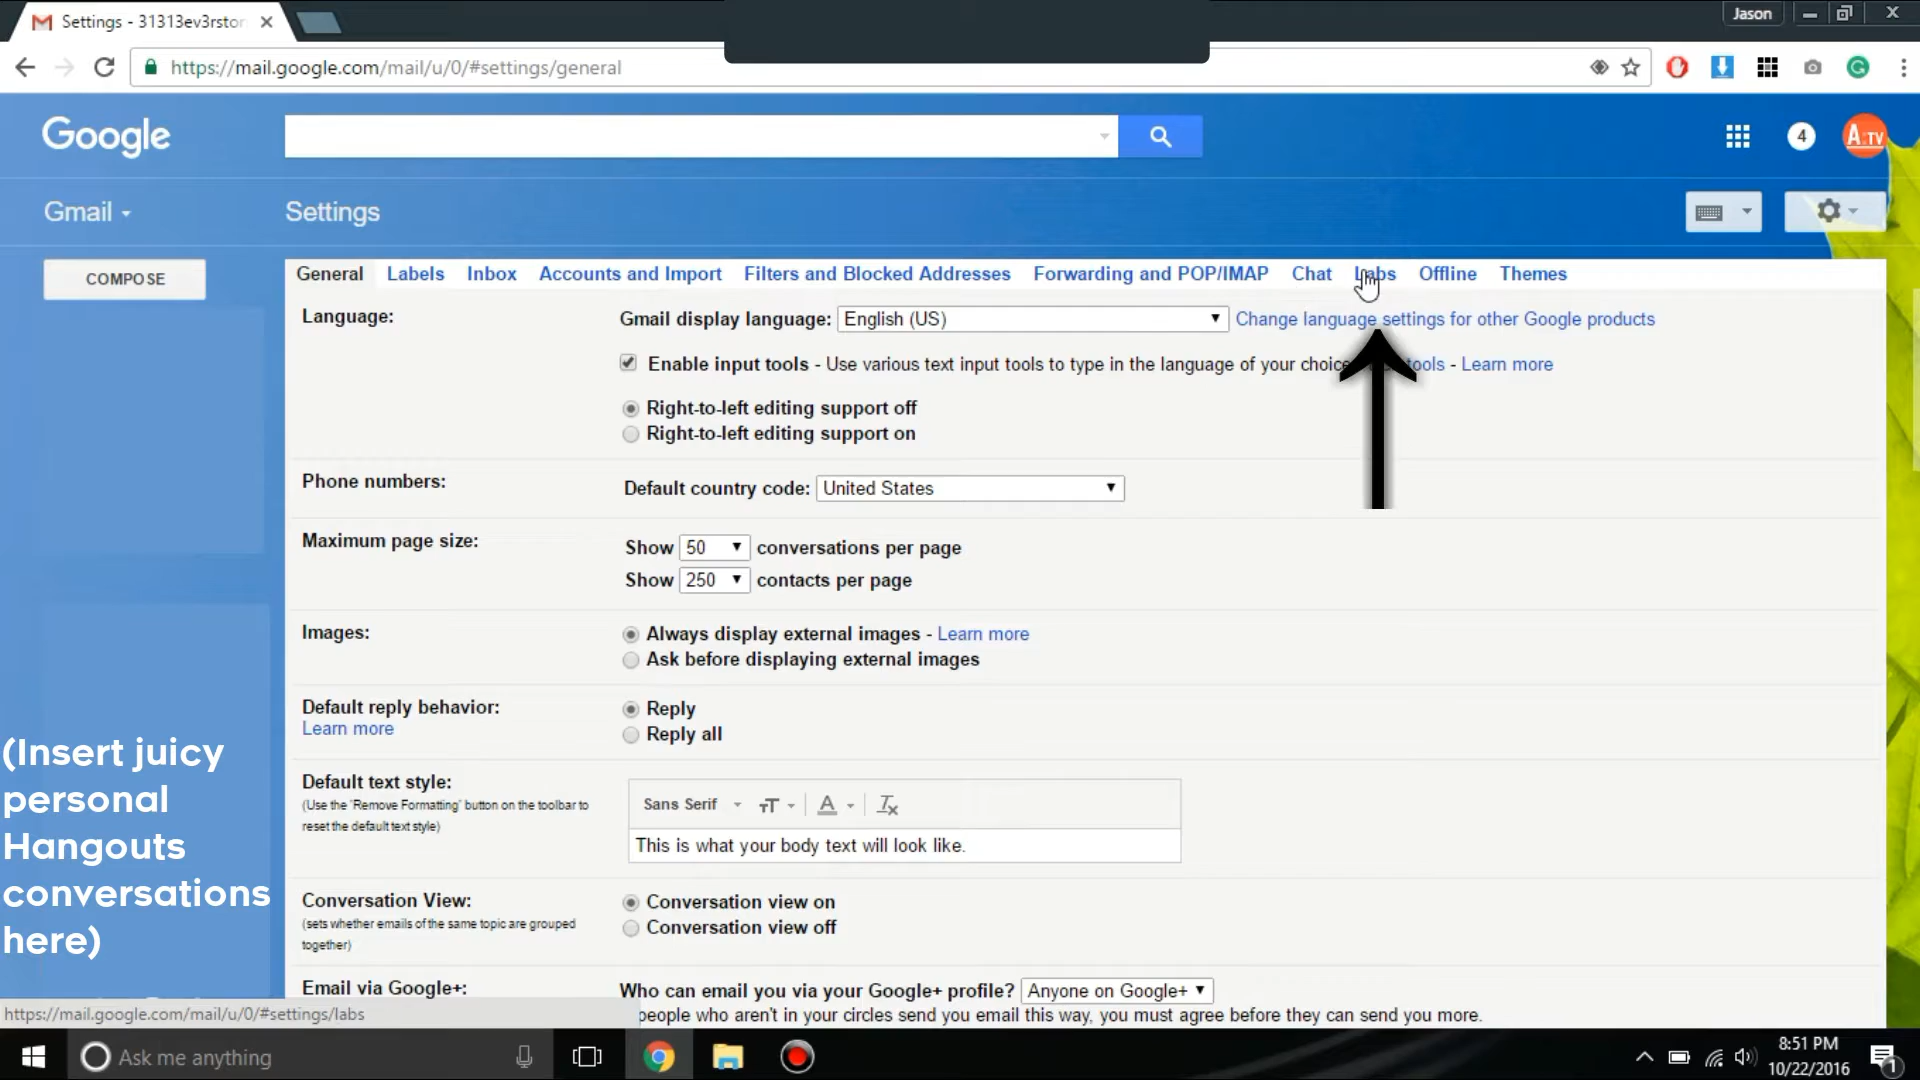 Settings - 31313ev3rstor
Jason
https://mail.google.com/mail/u/0/#settings/general
Google
4
A:TV
Gmail
Settings
COMPOSE
General Labels Inbox Accounts and Import Filters and Blocked Addresses Forwarding and POP/IMAP Chat Labs Offline Themes
Language:
Gmail display language: English (US) Change language settings for other Google products
Enable input tools - Use various text input tools to type in the language of your choice tools - Learn more
Right-to-left editing support off
Right-to-left editing support on
Phone numbers:
Default country code: United States
Maximum page size:
Show 50 conversations per page
Show 250 contacts per page
Images:
Always display external images - Learn more
Ask before displaying external images
Default reply behavior:
Learn more
Reply
Reply all
Default text style:
(Use the 'Remove Formatting' button on the toolbar to
reset the default text style)
Sans Serif
This is what your body text will look like.
Conversation View:
(sets whether emails of the same topic are grouped
together)
Conversation view on
Conversation view off
Email via Google+:
Who can email you via your Google+ profile? Anyone on Google+
people who aren't in your circles send you email this way, you must agree before they can send you more.
(Insert juicy
personal
Hangouts
conversations
here)
https://mail.google.com/mail/u/0/#settings/labs
Ask me anything
8:51 PM
10/22/2016
1